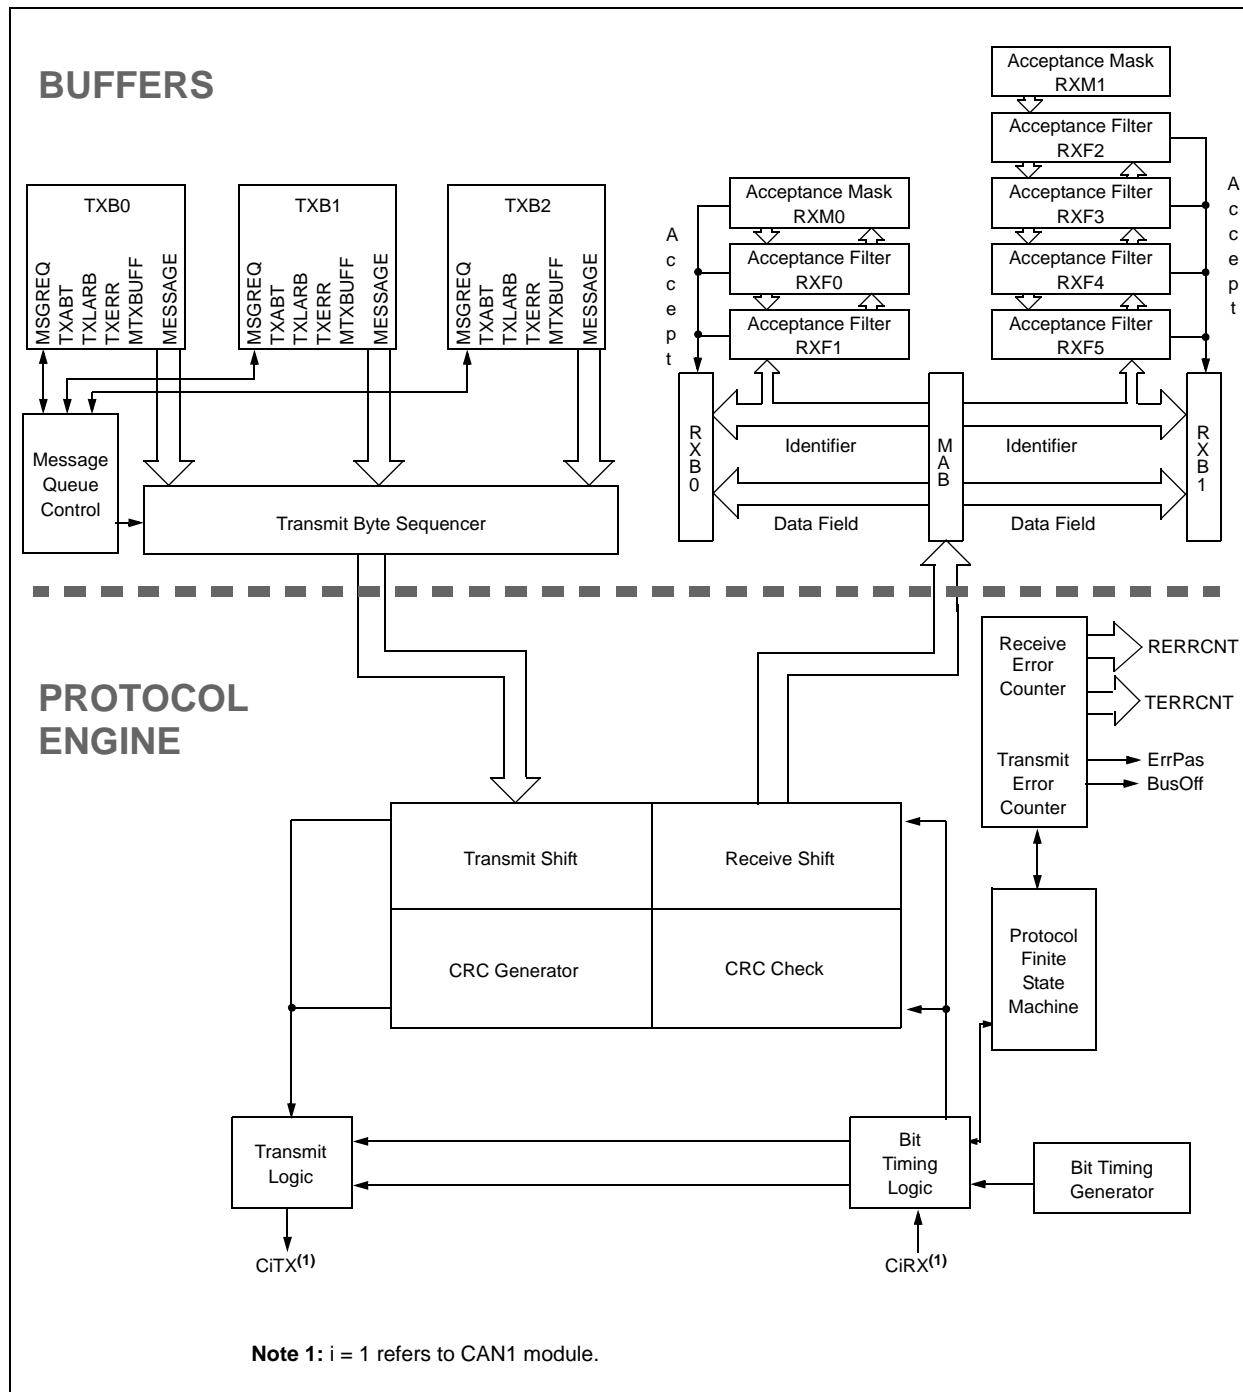 BUFFERS
Acceptance Mask
RXM1
Acceptance Filter
RXF2
Acceptance Filter
RXF3
Acceptance Filter
RXF4
Acceptance Filter
RXF5
Accept
Acceptance Mask
RXM0
Acceptance Filter
RXF0
Acceptance Filter
RXF1
Accept
TXB0
MSGREQ
TXABT
TXLARB
TXERR
MTXBUFF
MESSAGE
TXB1
MSGREQ
TXABT
TXLARB
TXERR
MTXBUFF
MESSAGE
TXB2
MSGREQ
TXABT
TXLARB
TXERR
MTXBUFF
MESSAGE
Message
Queue
Control
Transmit Byte Sequencer
RXB0
Identifier
Data Field
MAB
Identifier
Data Field
RXB1
PROTOCOL
ENGINE
Receive
Error
Counter
Transmit
Error
Counter
RERRCNT
TERRCNT
ErrPas
BusOff
Transmit Shift
Receive Shift
CRC Generator
CRC Check
Protocol
Finite
State
Machine
Transmit
Logic
Bit
Timing
Logic
Bit Timing
Generator
CiTX(1)
CiRX(1)
Note 1: i = 1 refers to CAN1 module.